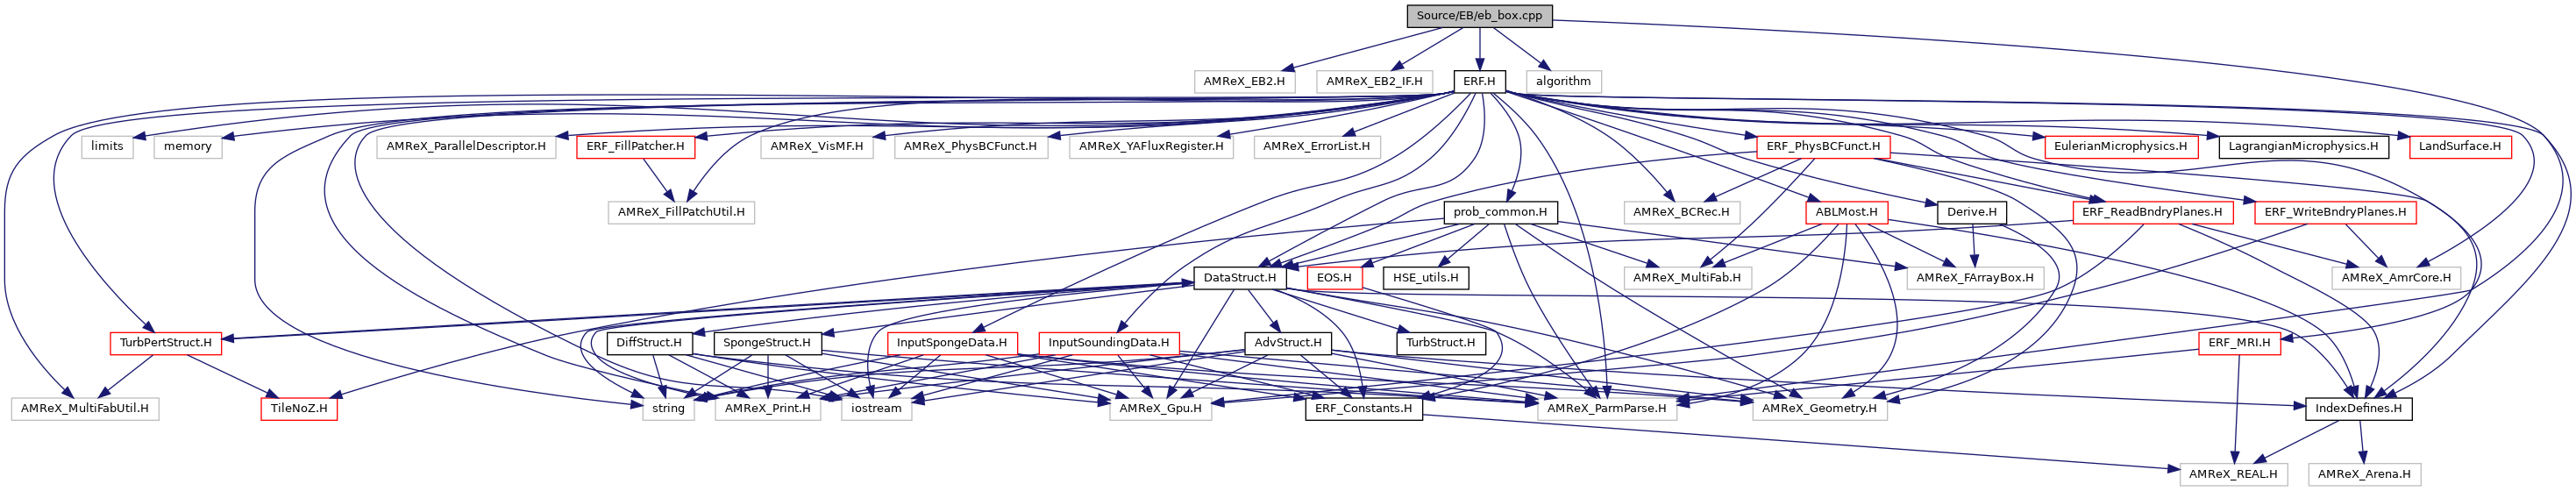 Source/EB/eb_box.cpp
AMReX_EB2.H
AMReX_EB2_IF.H
ERF.H
algorithm
limits
memory
AMReX_ParallelDescriptor.H
ERF_FillPatcher.H
AMReX_VisMF.H
AMReX_PhysBCFunct.H
AMReX_YAFluxRegister.H
AMReX_ErrorList.H
ERF_PhysBCFunct.H
EulerianMicrophysics.H
LagrangianMicrophysics.H
LandSurface.H
AMReX_FillPatchUtil.H
prob_common.H
AMReX_BCRec.H
ABLMost.H
Derive.H
ERF_ReadBndryPlanes.H
ERF_WriteBndryPlanes.H
DataStruct.H
EOS.H
HSE_utils.H
AMReX_MultiFab.H
AMReX_FArrayBox.H
AMReX_AmrCore.H
TurbPertStruct.H
DiffStruct.H
SpongeStruct.H
InputSpongeData.H
InputSoundingData.H
AdvStruct.H
TurbStruct.H
ERF_MRI.H
AMReX_MultiFabUtil.H
TileNoZ.H
string
AMReX_Print.H
iostream
AMReX_Gpu.H
ERF_Constants.H
AMReX_ParmParse.H
AMReX_Geometry.H
IndexDefines.H
AMReX_REAL.H
AMReX_Arena.H